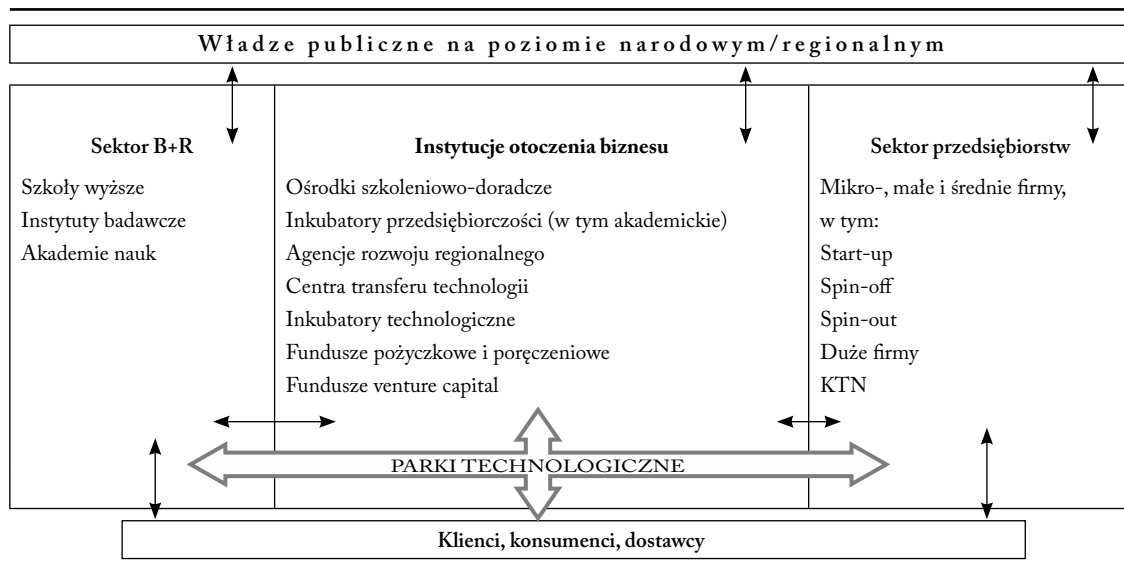 Władze publiczne na poziomie narodowym/regionalnym
Sektor B+R
Szkoły wyższe
Instytuty badawcze
Akademie nauk
Instytucje otoczenia biznesu
Ośrodki szkoleniowo-doradcze
Inkubatory przedsiębiorczości (w tym akademickie)
Agencje rozwoju regionalnego
Centra transferu technologii
Inkubatory technologiczne
Fundusze pożyczkowe i poręczeniowe
Fundusze venture capital
Sektor przedsiębiorstw
Mikro-, małe i średnie firmy,
w tym:
Start-up
Spin-off
Spin-out
Duże firmy
KTN
PARKI TECHNOLOGICZNE
Klienci, konsumenci, dostawcy